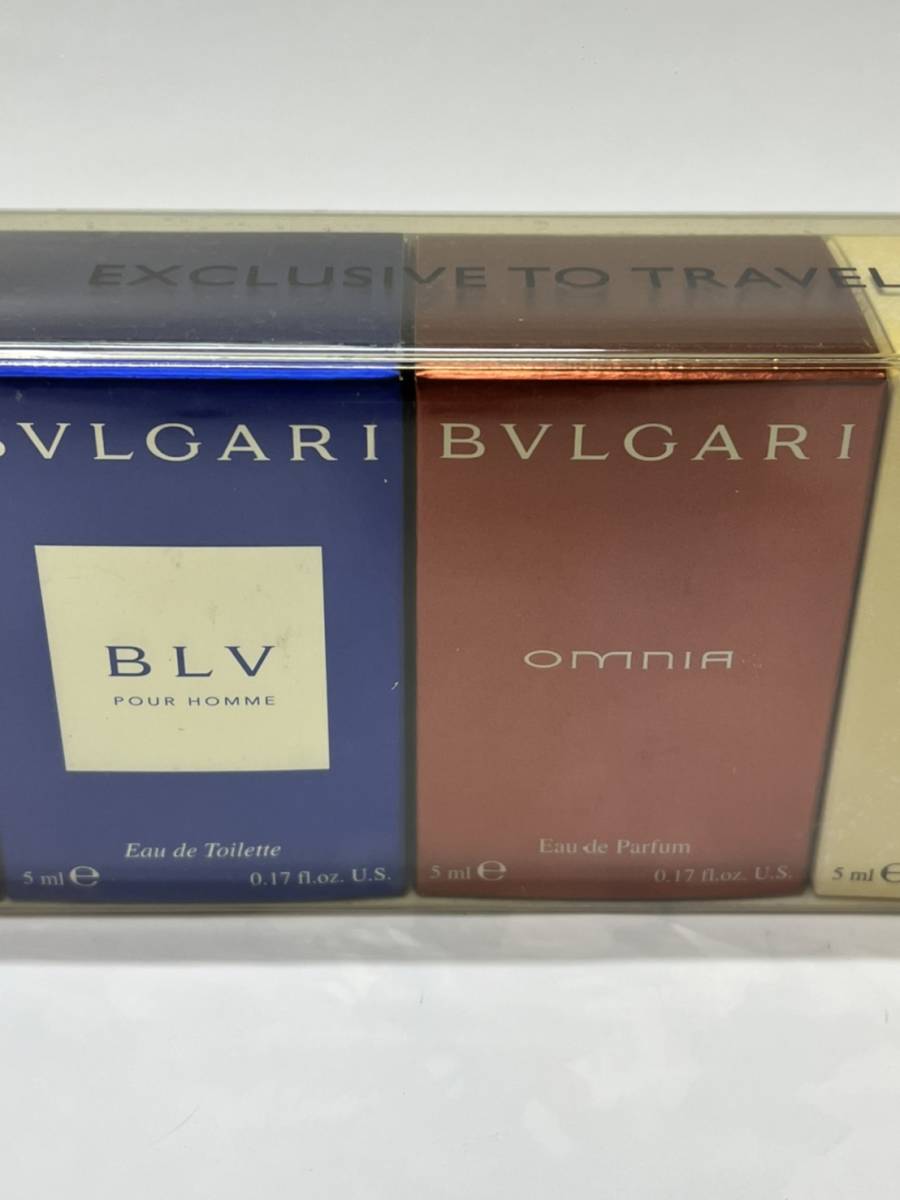 EXCLUSIVE TO TRAVEL
BVLGARI
BLV
POUR HOMME
Eau de Toilette
5 ml e
0.17 fl.oz. U.S.
BVLGARI
OMNIA
Eau de Parfum
5 ml e
0.17 fl.oz. U.S.
5 ml e